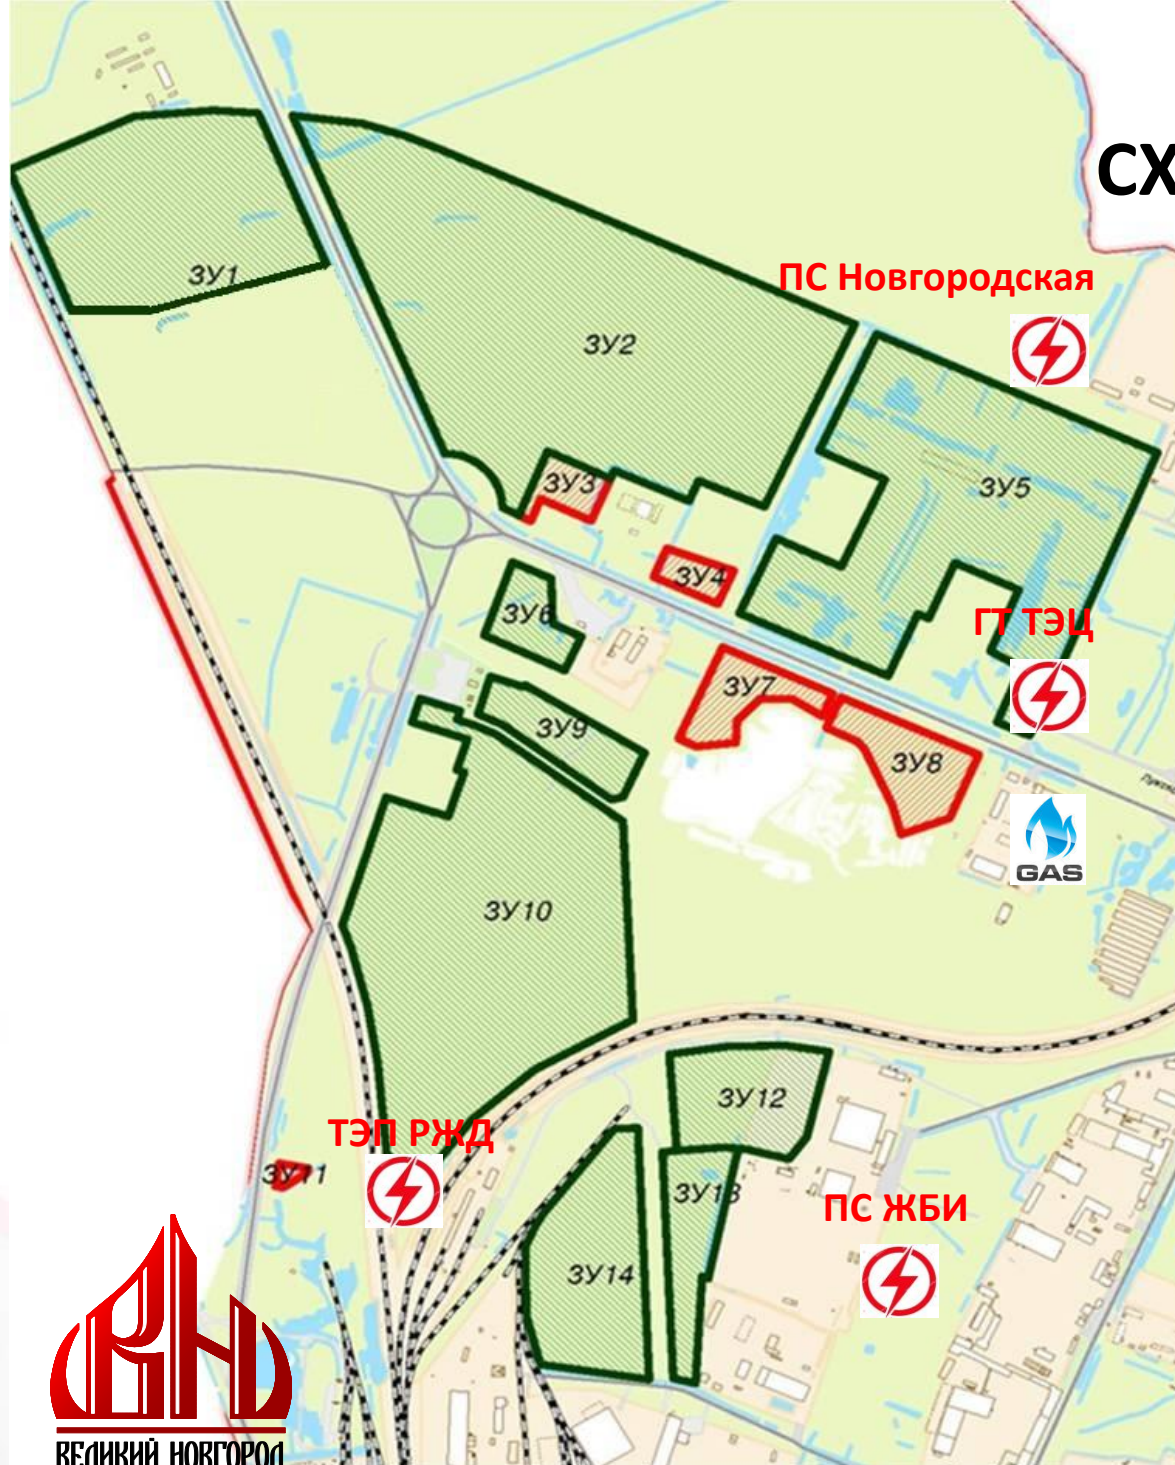 СХ
ЗУ1
ПС Новгородская
ЗУ2
ЗУ3
ЗУ5
ЗУ4
ЗУ6
ГТ ТЭЦ
ЗУ7
ЗУ9
ЗУ8
GAS
ЗУ10
ЗУ12
ТЭП РЖД
ЗУ11
ЗУ13
ПС ЖБИ
ЗУ14
ВЕЛИКИЙ НОВГОРОД